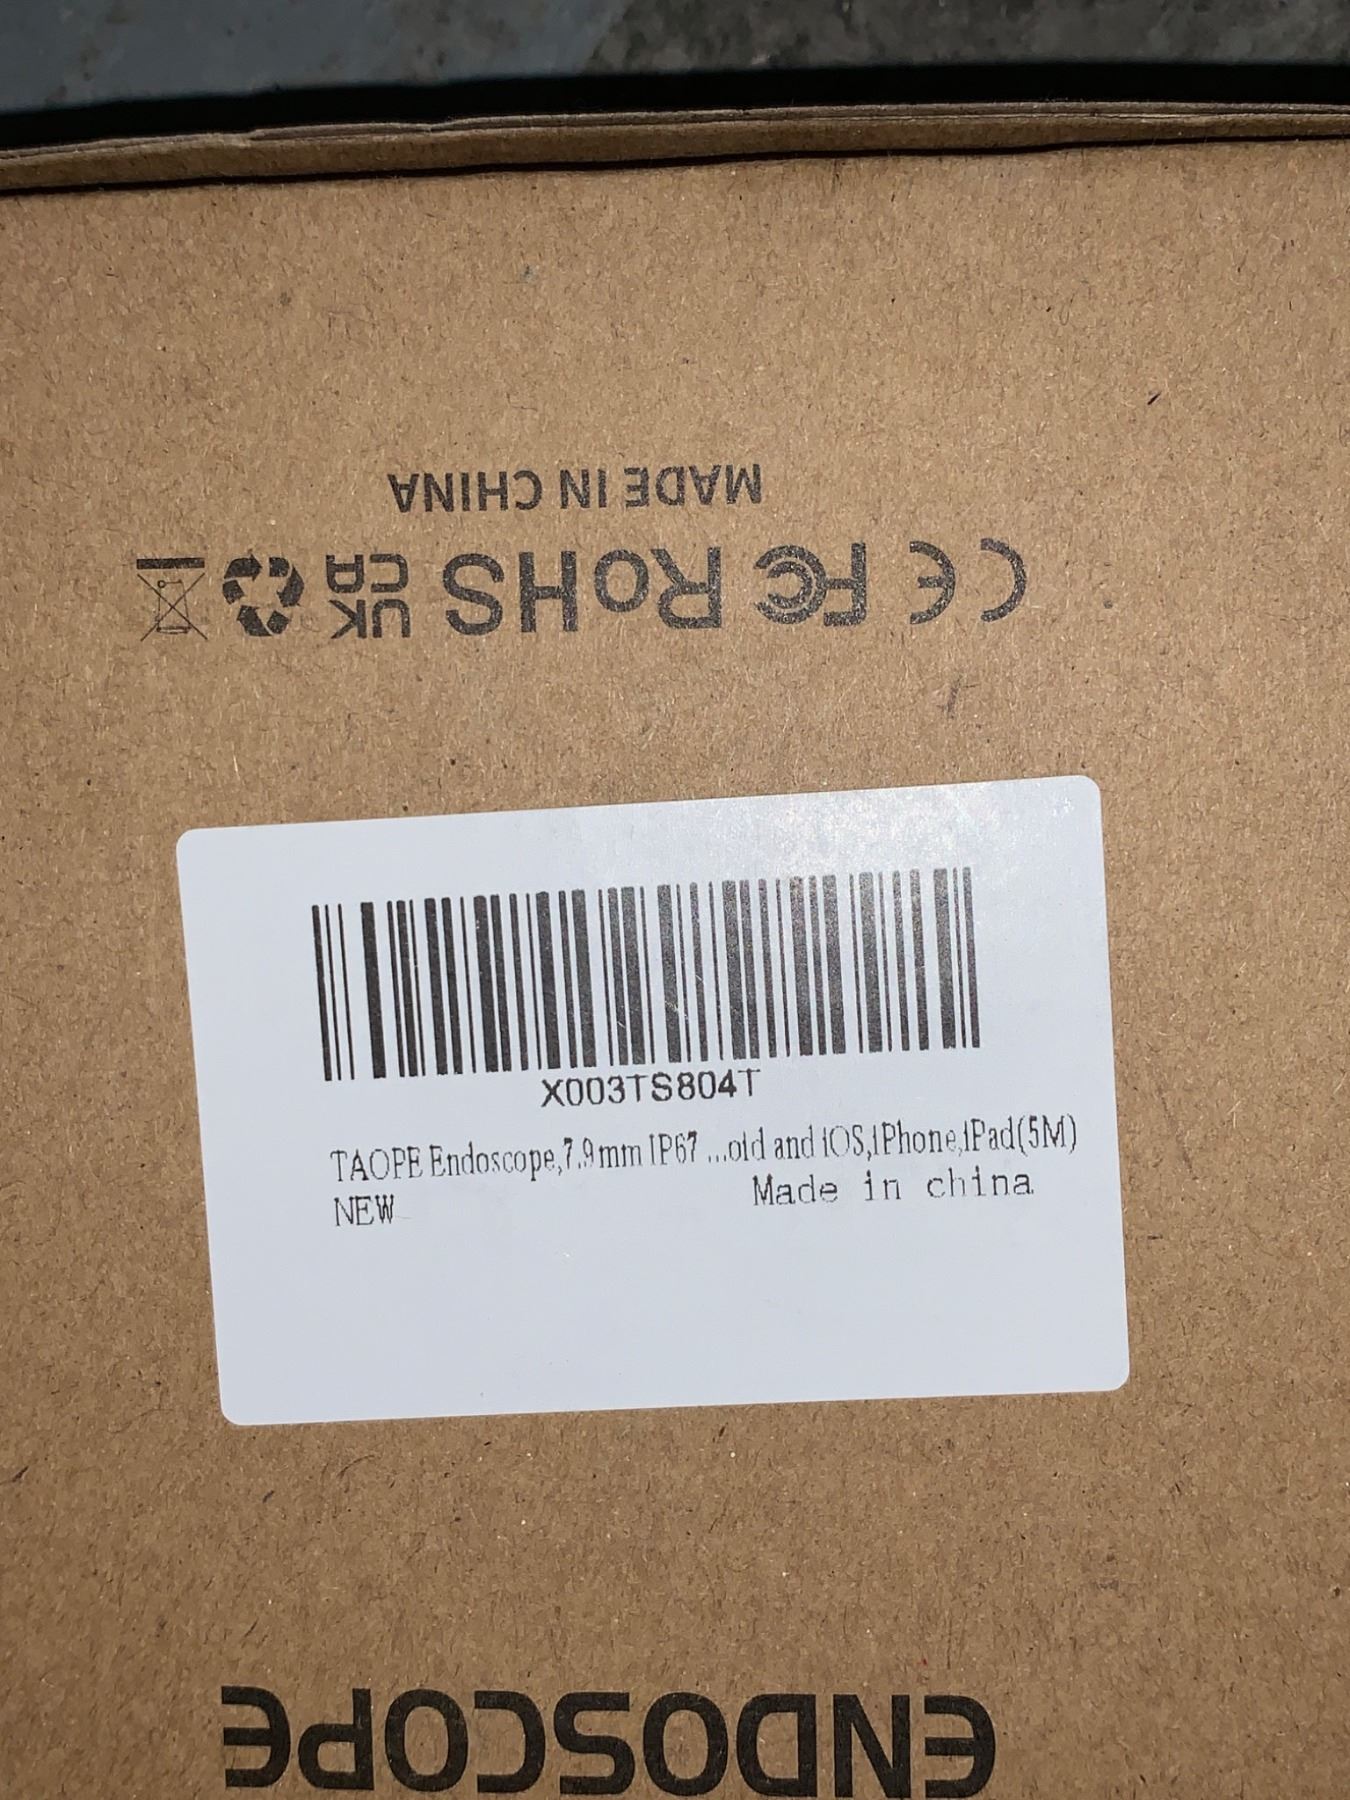 MADE IN CHINA
CE FC RoHS UK CA
X003TS804T
TAOPE Endoscope,7.9mm IP67 ...oid and iOS,iPhone,iPad(5M)
NEW
Made in china
ENDOSCOPE